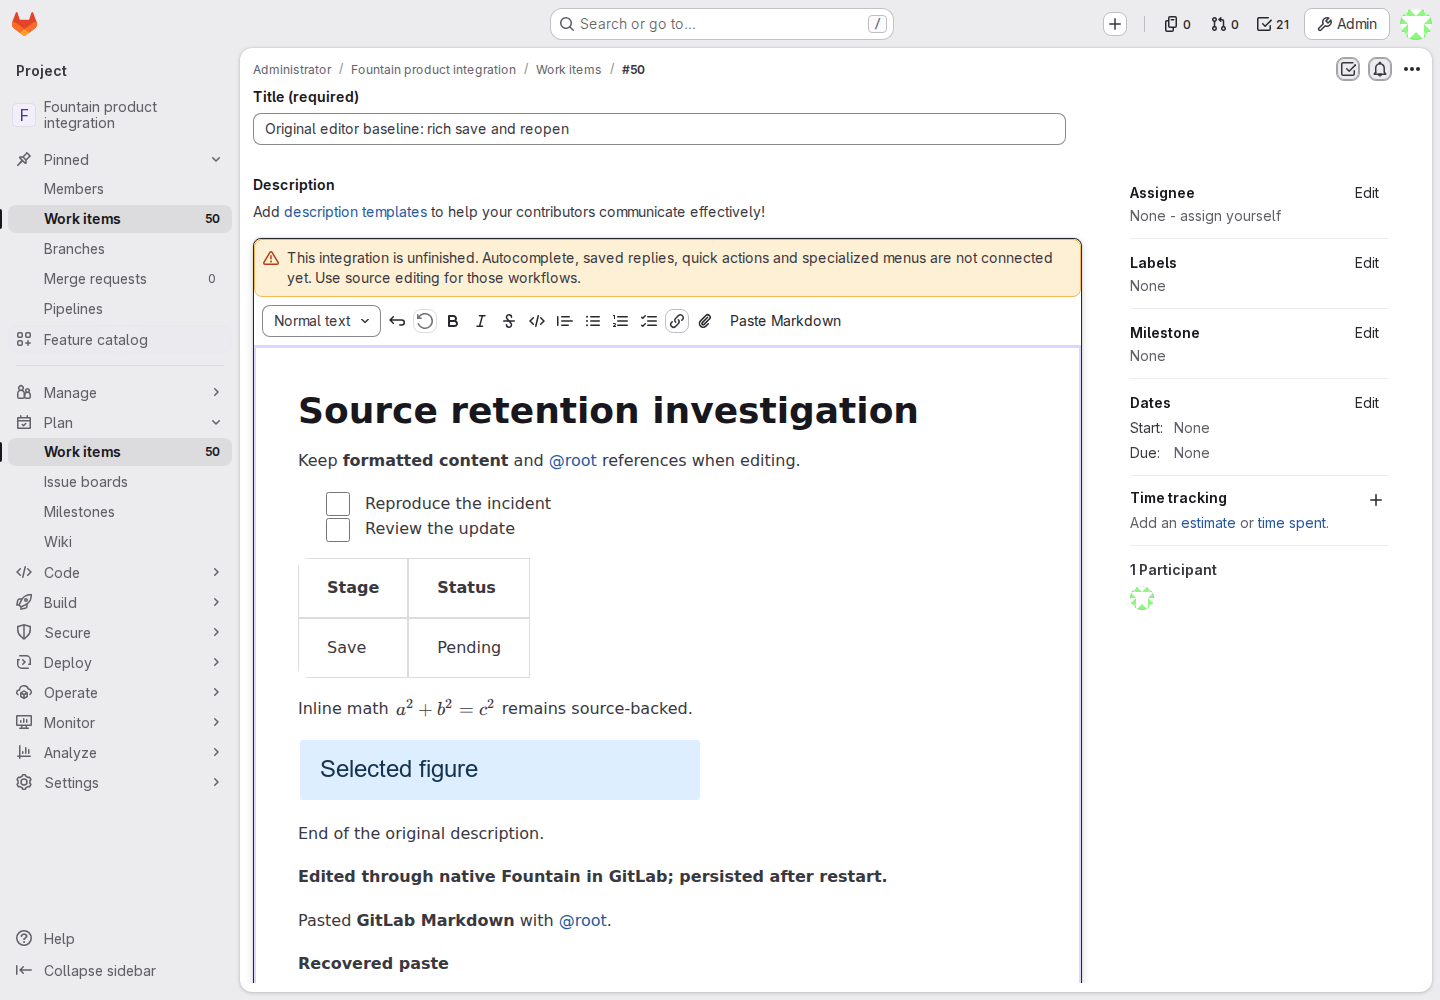 Search or go to...
/
0
0
21
Admin
Project
F
Fountain product
integration
Pinned
Members
Work items
50
Branches
Merge requests
0
Pipelines
Feature catalog
Manage
Plan
Work items
50
Issue boards
Milestones
Wiki
Code
Build
Secure
Deploy
Operate
Monitor
Analyze
Settings
Help
Collapse sidebar
Administrator / Fountain product integration / Work items / #50
Title (required)
Original editor baseline: rich save and reopen
Description
Add description templates to help your contributors communicate effectively!
This integration is unfinished. Autocomplete, saved replies, quick actions and specialized menus are not connected
yet. Use source editing for those workflows.
Normal text
Paste Markdown
Source retention investigation
Keep formatted content and @root references when editing.
Reproduce the incident
Review the update
Stage Status
Save Pending
Inline math a² + b² = c² remains source-backed.
Selected figure
End of the original description.
Edited through native Fountain in GitLab; persisted after restart.
Pasted GitLab Markdown with @root.
Recovered paste
Assignee
Edit
None - assign yourself
Labels
Edit
None
Milestone
Edit
None
Dates
Edit
Start: None
Due: None
Time tracking
Add an estimate or time spent.
1 Participant